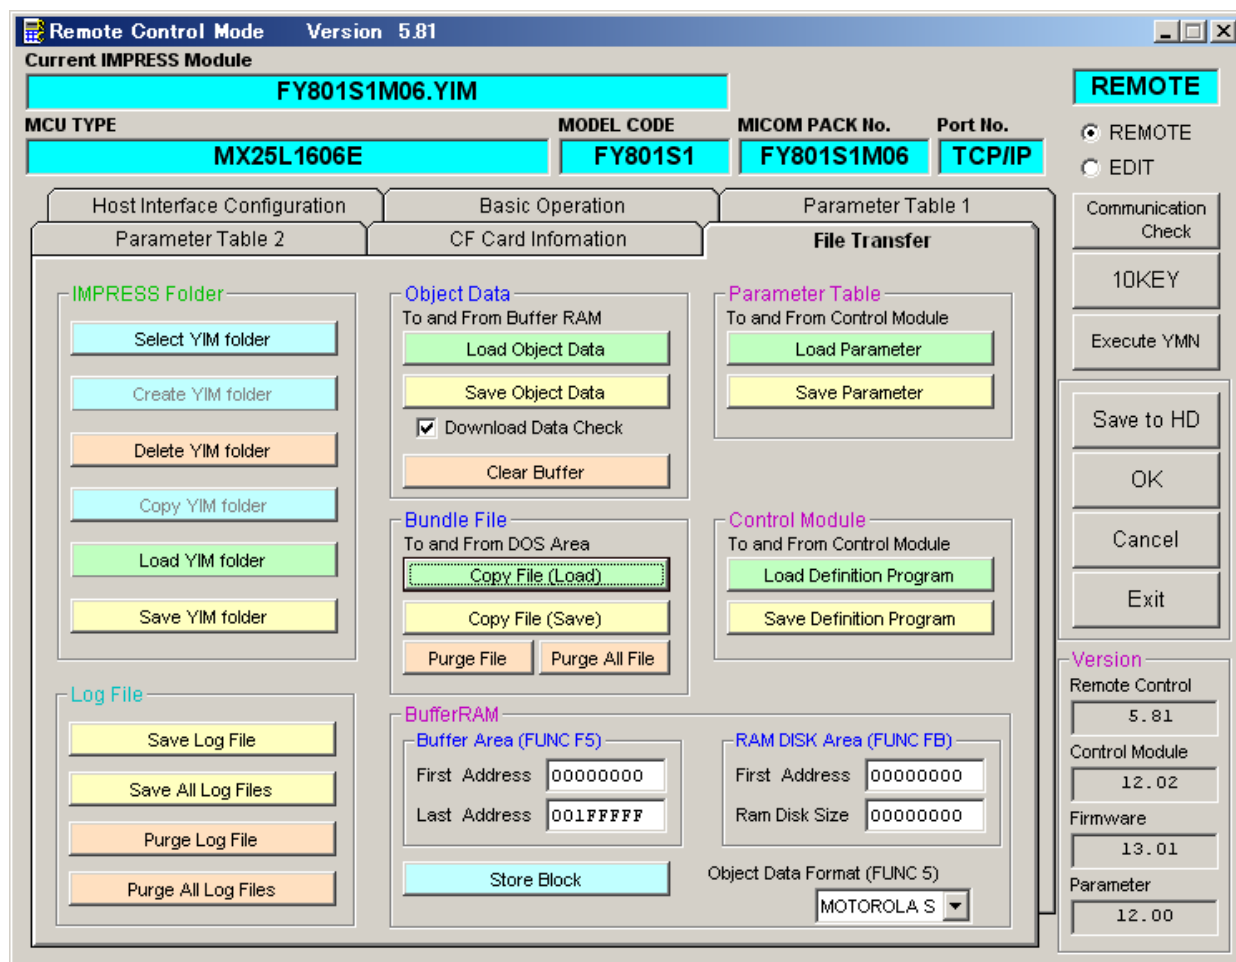 Remote Control Mode Version 5.81
Current IMPRESS Module
FY801S1M06.YIM
REMOTE
MCU TYPE MODEL CODE MICOM PACK No. Port No.
MX25L1606E FY801S1 FY801S1M06 TCP/IP
REMOTE
EDIT
Host Interface Configuration Basic Operation Parameter Table 1
Parameter Table 2 CF Card Infomation File Transfer
IMPRESS Folder
Select YIM folder
Create YIM folder
Delete YIM folder
Copy YIM folder
Load YIM folder
Save YIM folder
Log File
Save Log File
Save All Log Files
Purge Log File
Purge All Log Files
Object Data
To and From Buffer RAM
Load Object Data
Save Object Data
Download Data Check
Clear Buffer
Bundle File
To and From DOS Area
Copy File (Load)
Copy File (Save)
Purge File Purge All File
Parameter Table
To and From Control Module
Load Parameter
Save Parameter
Control Module
To and From Control Module
Load Definition Program
Save Definition Program
BufferRAM
Buffer Area (FUNC F5)
First Address 00000000
Last Address 001FFFFF
RAM DISK Area (FUNC FB)
First Address 00000000
Ram Disk Size 00000000
Store Block
Object Data Format (FUNC 5)
MOTOROLA S
Communication
Check
10KEY
Execute YMN
Save to HD
OK
Cancel
Exit
Version
Remote Control
5.81
Control Module
12.02
Firmware
13.01
Parameter
12.00